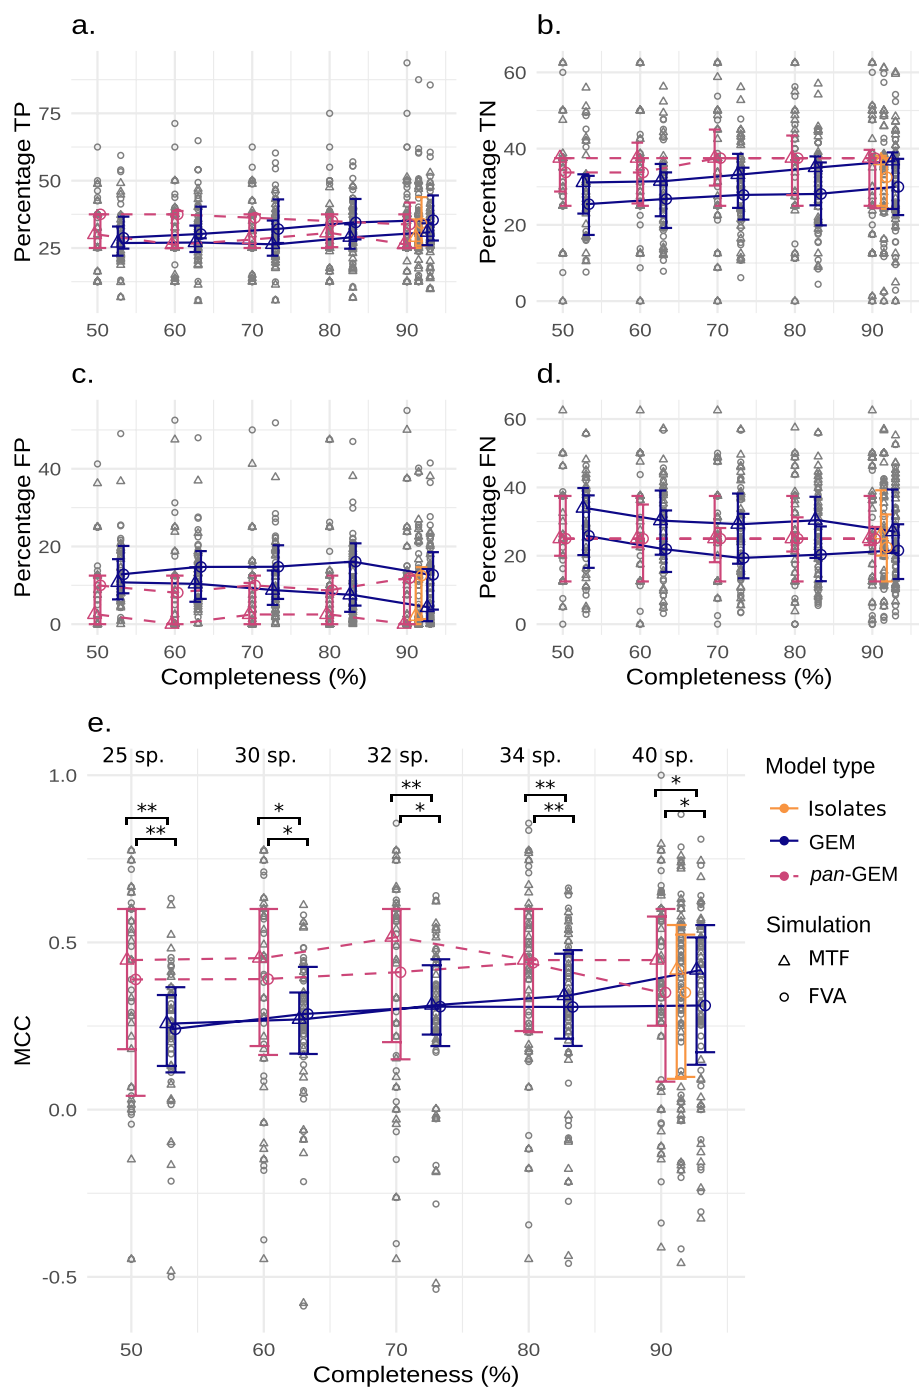 a.
Percentage TP
75
50
25
50 60 70 80 90
b.
Percentage TN
60
40
20
0
50 60 70 80 90
c.
Percentage FP
40
20
0
50 60 70 80 90
Completeness (%)
d.
Percentage FN
60
40
20
0
50 60 70 80 90
Completeness (%)
e.
25 sp. 30 sp. 32 sp. 34 sp. 40 sp.
** * ** ** *
** * * ** *
MCC
1.0
0.5
0.0
-0.5
50 60 70 80 90
Completeness (%)
Model type
Isolates
GEM
pan-GEM
Simulation
MTF
FVA